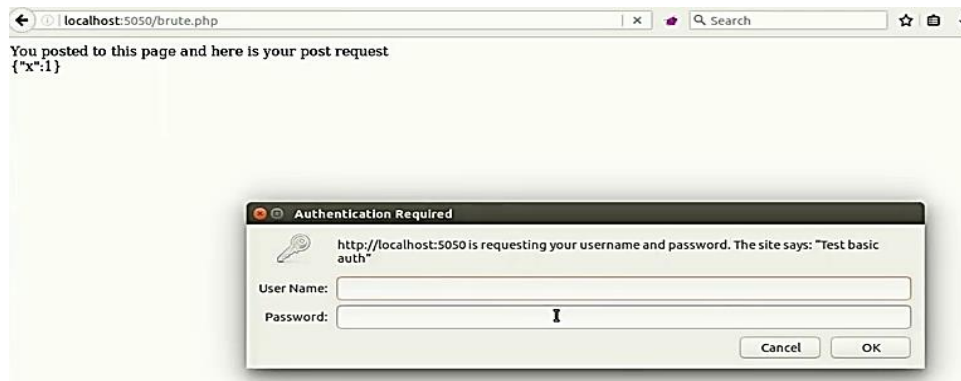 localhost:5050/brute.php
Search
You posted to this page and here is your post request
{"x":1}
Authentication Required
http://localhost:5050 is requesting your username and password. The site says: "Test basic
auth"
User Name:
Password:
Cancel
OK